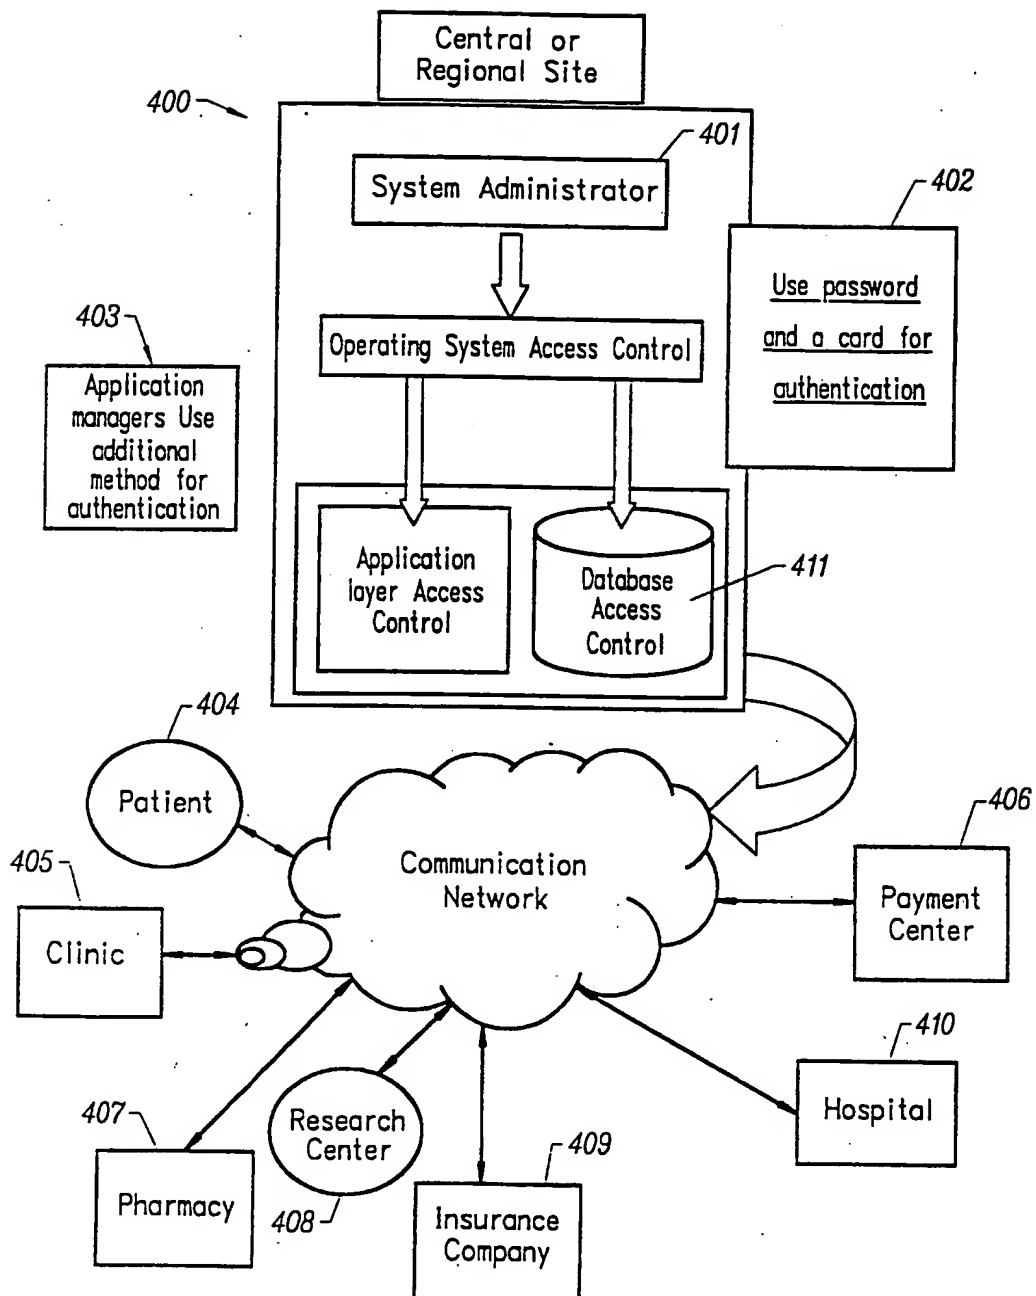 Central or
Regional Site
400
401
System Administrator
402
Use password
and a card for
authentication
403
Application
managers Use
additional
method for
authentication
Operating System Access Control
Application
layer Access
Control
Database
Access
Control
411
404
Patient
405
Clinic
Communication
Network
406
Payment
Center
407
Pharmacy
Research
Center
408
409
Insurance
Company
410
Hospital